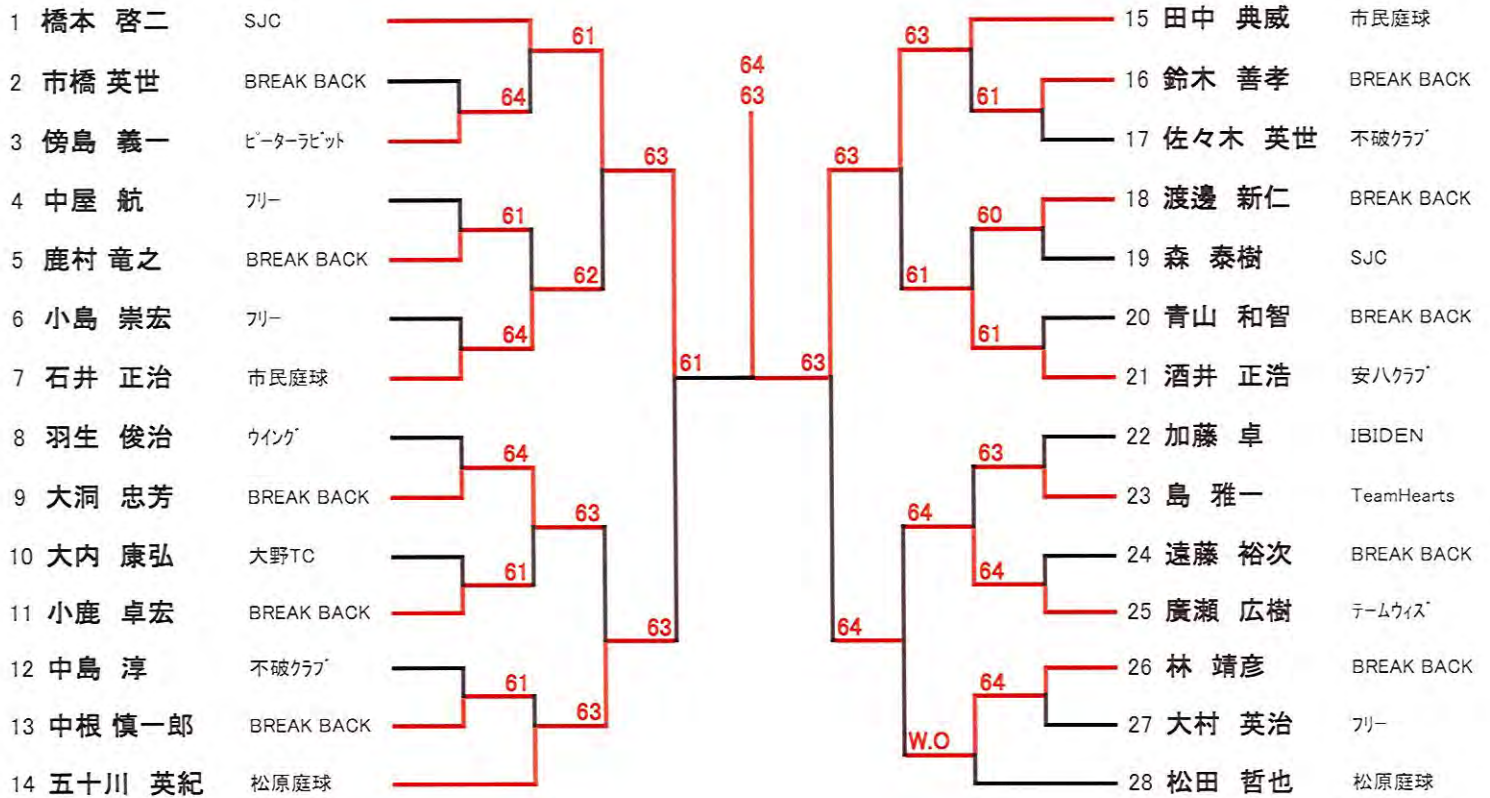 1 橋本 啓二 SJC
2 市橋 英世 BREAK BACK
3 傍島 義一 ピーターラビット
4 中屋 航 フリー
5 鹿村 竜之 BREAK BACK
6 小島 崇宏 フリー
7 石井 正治 市民庭球
8 羽生 俊治 ウイング
9 大洞 忠芳 BREAK BACK
10 大内 康弘 大野TC
11 小鹿 卓宏 BREAK BACK
12 中島 淳 不破クラブ
13 中根 慎一郎 BREAK BACK
14 五十川 英紀 松原庭球
61
64
61
64
62
63
64
61
63
61
63
63
61
64
63
63
63
64
63
61
60
61
61
63
64
64
64
W.O
15 田中 典威 市民庭球
16 鈴木 善孝 BREAK BACK
17 佐々木 英世 不破クラブ
18 渡邊 新仁 BREAK BACK
19 森 泰樹 SJC
20 青山 和智 BREAK BACK
21 酒井 正浩 安八クラブ
22 加藤 卓 IBIDEN
23 島 雅一 TeamHearts
24 遠藤 裕次 BREAK BACK
25 廣瀬 広樹 テームウィズ
26 林 靖彦 BREAK BACK
27 大村 英治 フリー
28 松田 哲也 松原庭球